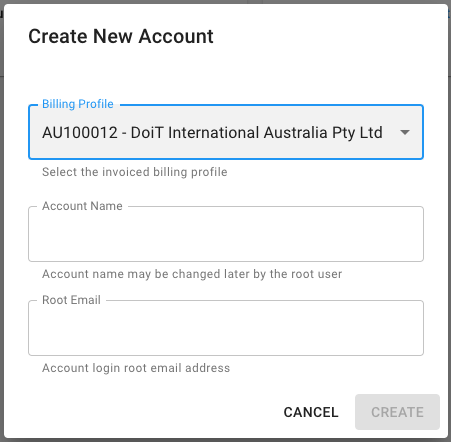 Create New Account
Billing Profile
AU100012 - DoiT International Australia Pty Ltd
Select the invoiced billing profile
Account Name
Account name may be changed later by the root user
Root Email
Account login root email address
CANCEL
CREATE